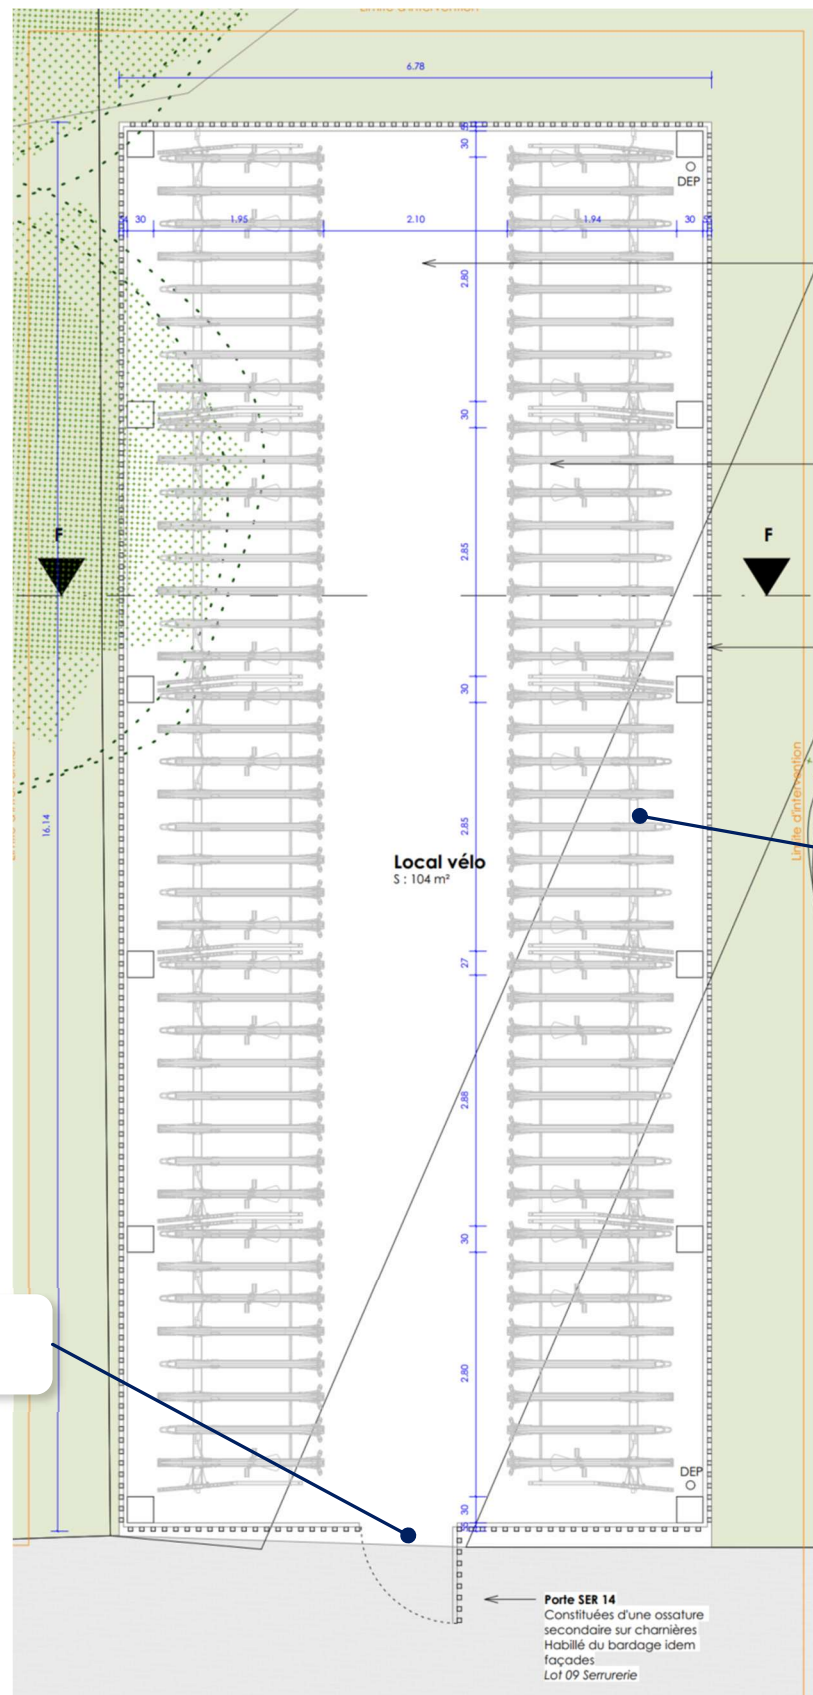 Limite d'intervention
6.78
30
DEP
30
1.95
2.10
1.94
30
2.80
30
F
F
2.85
30
Limite d'intervention
16.14
2.85
Local vélo
S : 104 m²
27
2.88
30
2.80
DEP
30
Porte SER 14
Constituées d'une ossature
secondaire sur charnières
Habillé du bardage idem
façades
Lot 09 Serrurerie